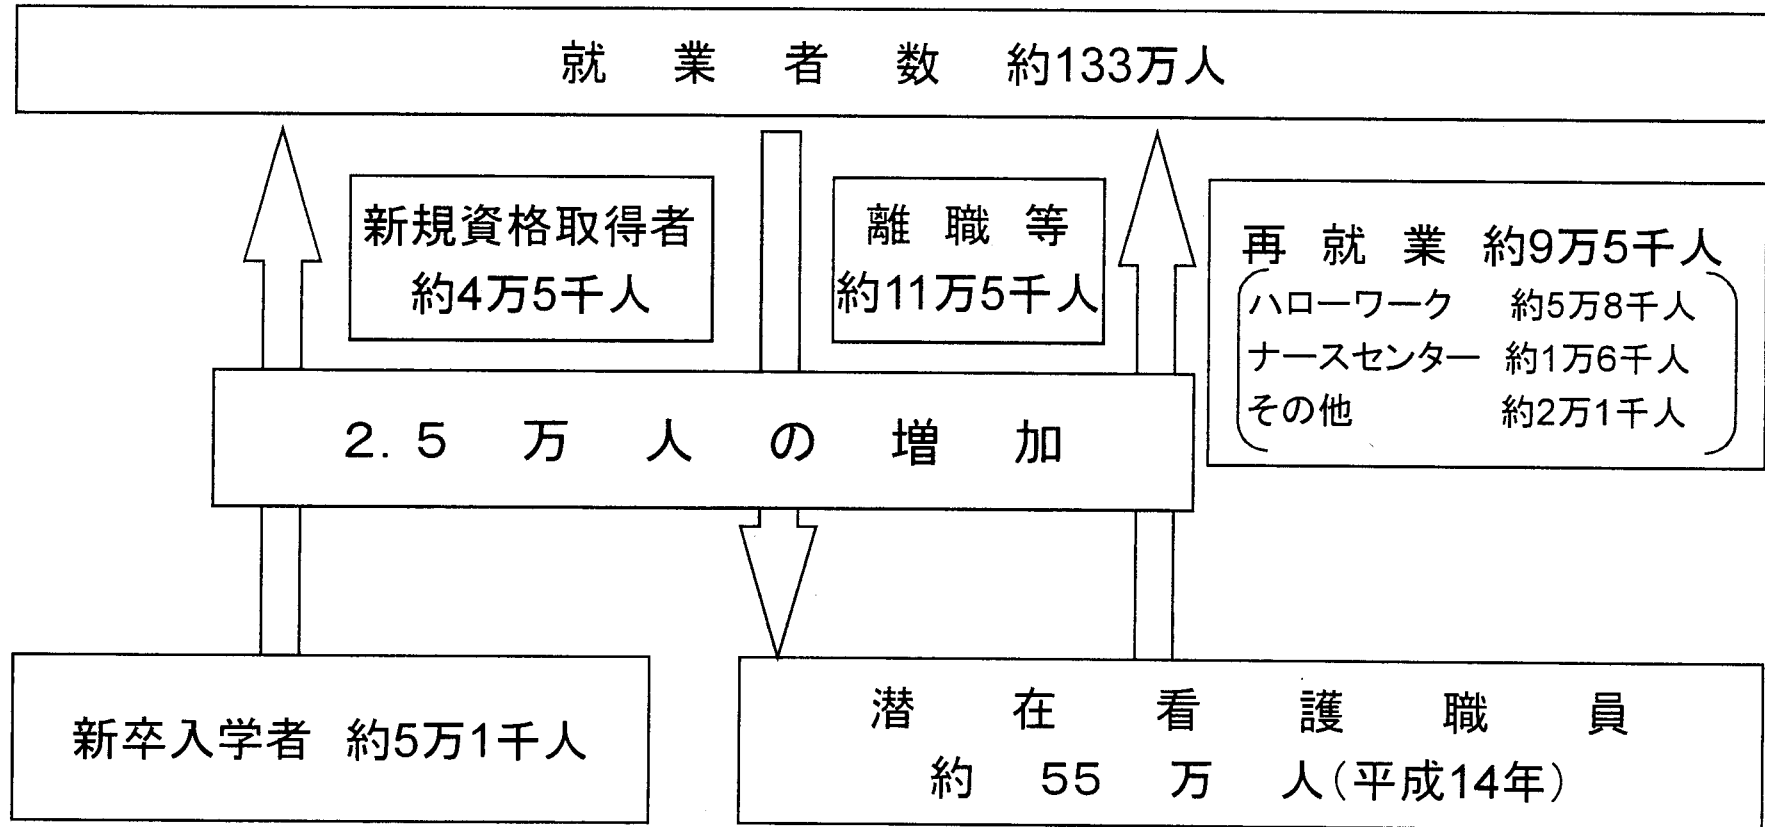 就業者数 約133万人
新規資格取得者
約4万5千人
離職等
約11万5千人
再就業 約9万5千人
ハローワーク 約5万8千人
ナースセンター 約1万6千人
その他 約2万1千人
2.5万人の増加
新卒入学者 約5万1千人
潜在看護職員
約55万人(平成14年)